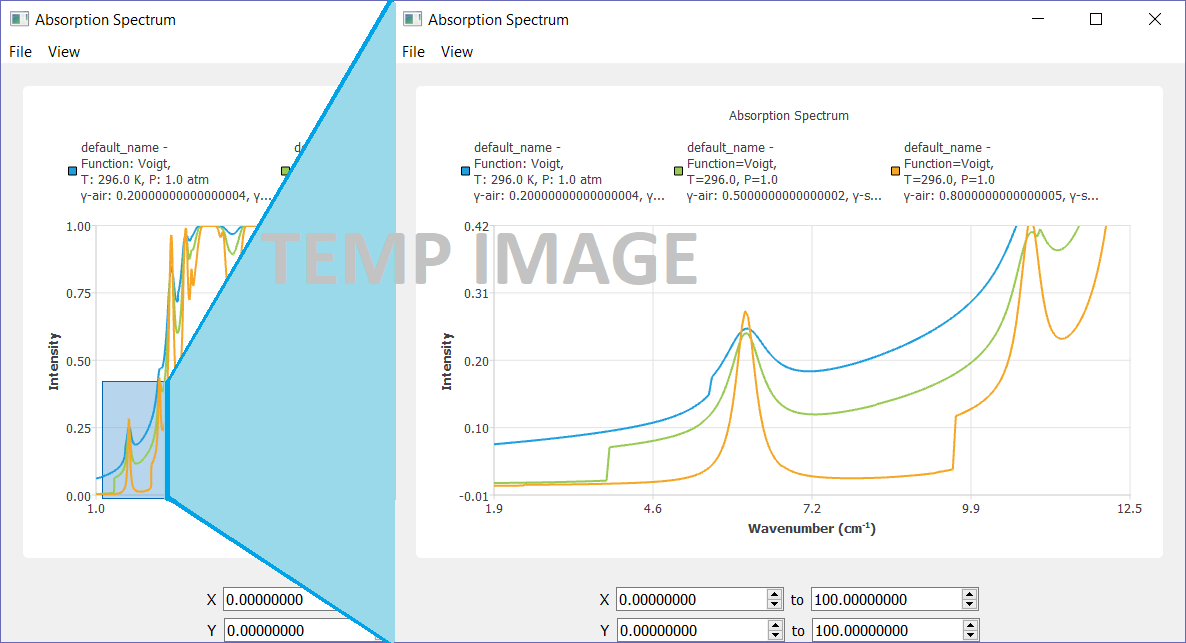 Absorption Spectrum
File View
default_name -
Function: Voigt,
T: 296.0 K, P: 1.0 atm
γ-air: 0.20000000000000004, γ...
d
1.00
0.75
0.50
0.25
0.00
Intensity
1.0
X 0.00000000
Y 0.00000000
TEMP IMAGE
Absorption Spectrum
File View
Absorption Spectrum
default_name -
Function: Voigt,
T: 296.0 K, P: 1.0 atm
γ-air: 0.20000000000000004, γ...
default_name -
Function=Voigt,
T=296.0, P=1.0
γ-air: 0.5000000000000002, γ-s...
default_name -
Function=Voigt,
T=296.0, P=1.0
γ-air: 0.8000000000000005, γ-s...
0.42
0.31
0.20
0.10
-0.01
Intensity
1.9 4.6 7.2 9.9 12.5
Wavenumber (cm⁻¹)
X 0.00000000 to 100.00000000
Y 0.00000000 to 100.00000000